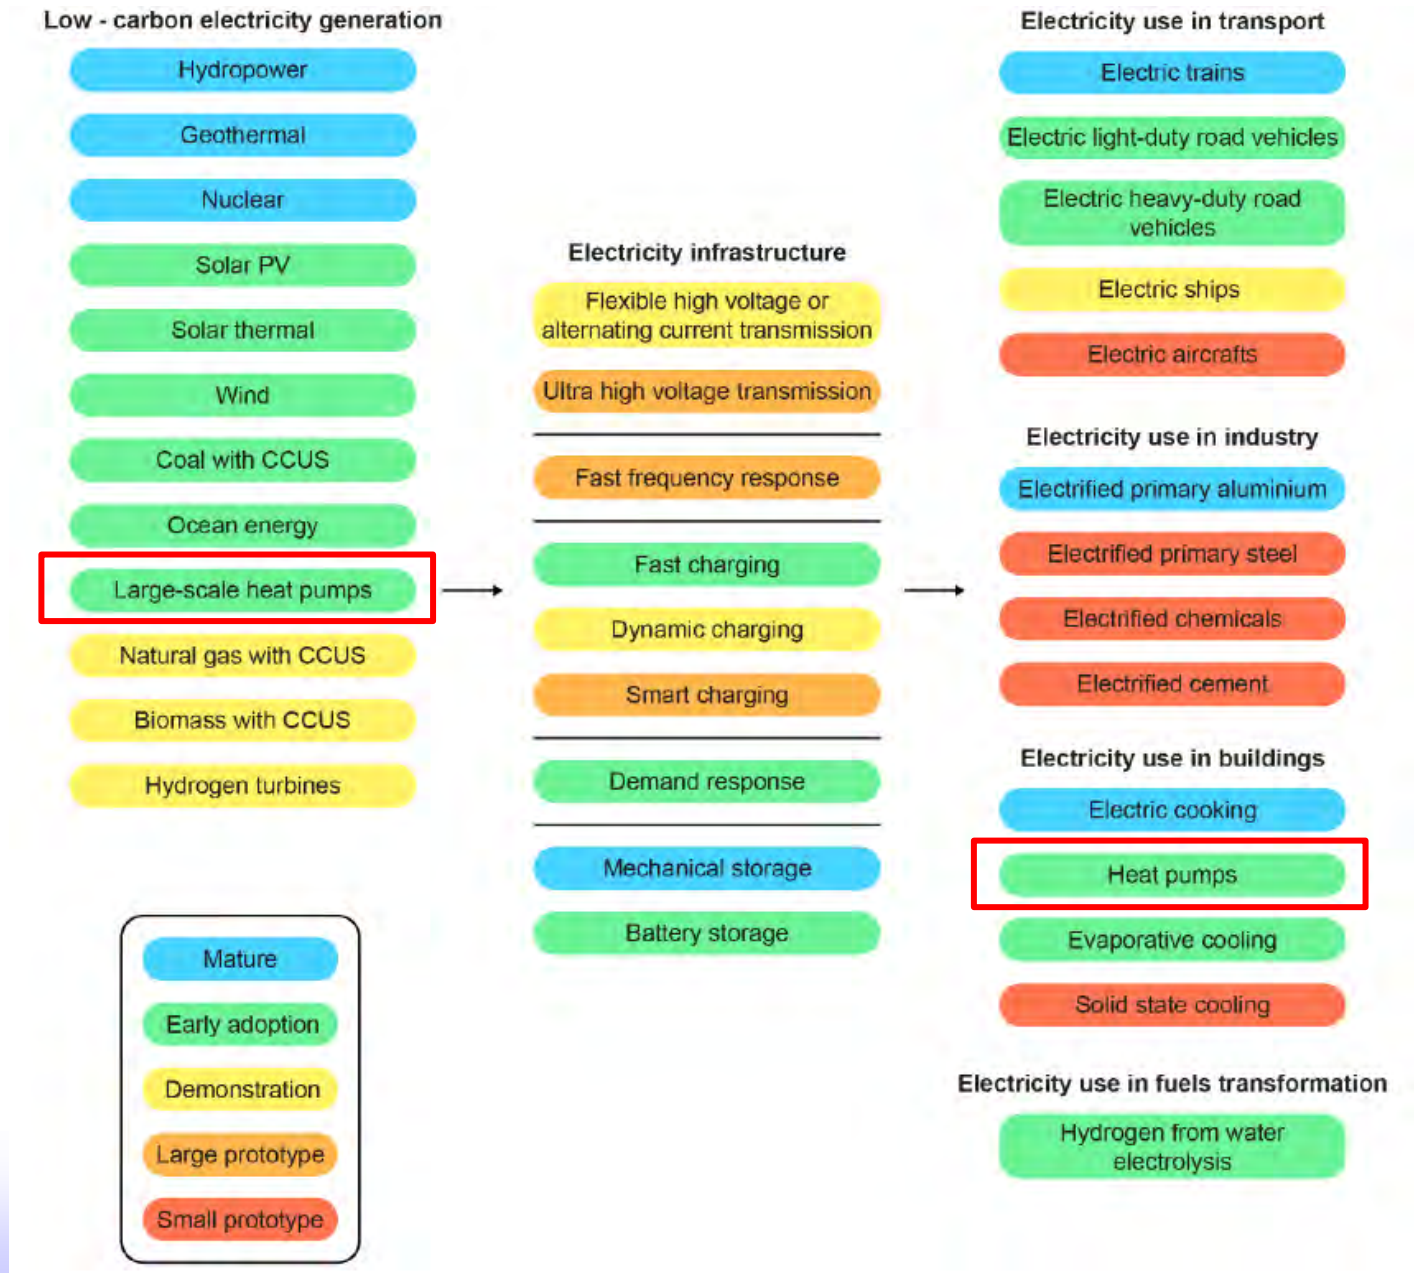 Low - carbon electricity generation
Hydropower
Geothermal
Nuclear
Solar PV
Solar thermal
Wind
Coal with CCUS
Ocean energy
Large-scale heat pumps
Natural gas with CCUS
Biomass with CCUS
Hydrogen turbines
Mature
Early adoption
Demonstration
Large prototype
Small prototype
Electricity infrastructure
Flexible high voltage or
alternating current transmission
Ultra high voltage transmission
Fast frequency response
Fast charging
Dynamic charging
Smart charging
Demand response
Mechanical storage
Battery storage
Electricity use in transport
Electric trains
Electric light-duty road vehicles
Electric heavy-duty road
vehicles
Electric ships
Electric aircrafts
Electricity use in industry
Electrified primary aluminium
Electrified primary steel
Electrified chemicals
Electrified cement
Electricity use in buildings
Electric cooking
Heat pumps
Evaporative cooling
Solid state cooling
Electricity use in fuels transformation
Hydrogen from water
electrolysis